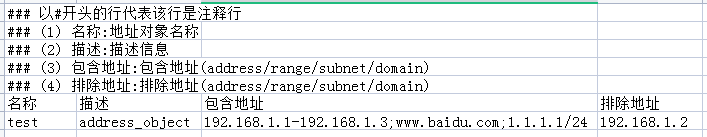 ### 以#开头的行代表该行是注释行
### (1) 名称:地址对象名称
### (2) 描述:描述信息
### (3) 包含地址:包含地址(address/range/subnet/domain)
### (4) 排除地址:排除地址(address/range/subnet/domain)
名称 描述 包含地址 排除地址
test address_object 192.168.1.1-192.168.1.3;www.baidu.com;1.1.1.1/24 192.168.1.2